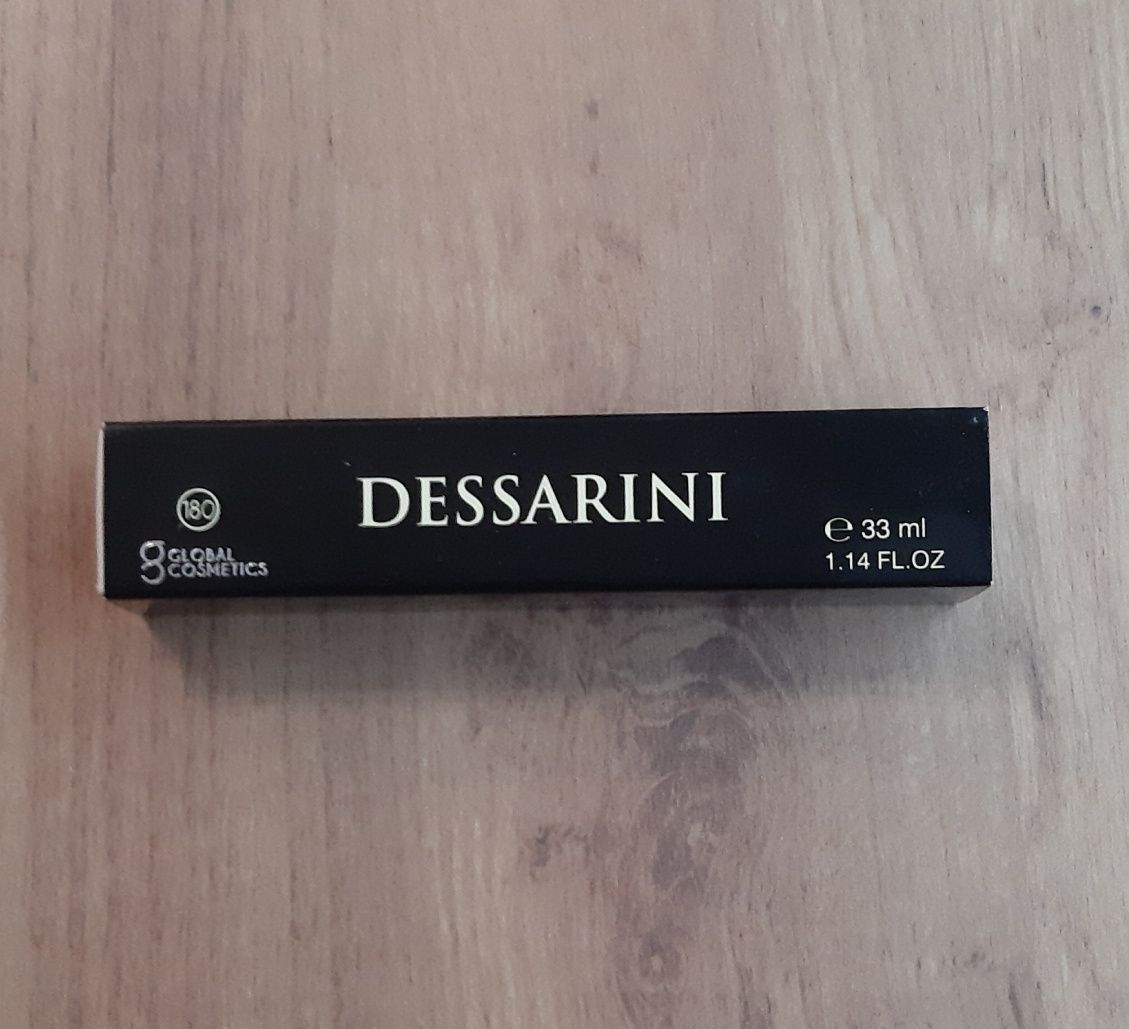 180
GLOBAL
COSMETICS
DESSARINI
℮ 33 ml
1.14 FL.OZ